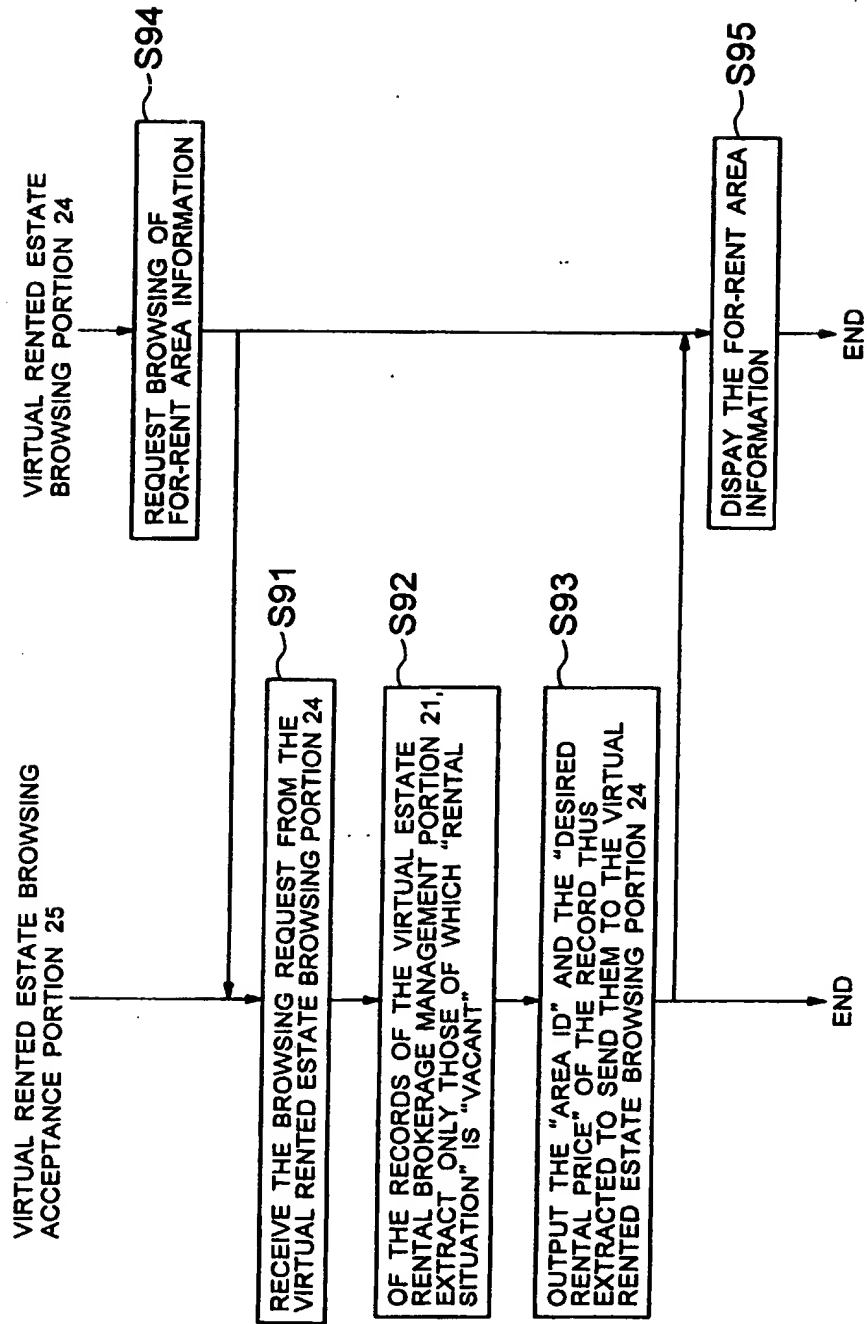 VIRTUAL RENTED ESTATE BROWSING
ACCEPTANCE PORTION 25
VIRTUAL RENTED ESTATE
BROWSING PORTION 24
S94
REQUEST BROWSING OF
FOR-RENT AREA INFORMATION
S91
RECEIVE THE BROWSING REQUEST FROM THE
VIRTUAL RENTED ESTATE BROWSING PORTION 24
S92
OF THE RECORDS OF THE VIRTUAL ESTATE
RENTAL BROKERAGE MANAGEMENT PORTION 21,
EXTRACT ONLY THOSE OF WHICH "RENTAL
SITUATION" IS "VACANT"
S93
OUTPUT THE "AREA ID" AND THE "DESIRED
RENTAL PRICE" OF THE RECORD THUS
EXTRACTED TO SEND THEM TO THE VIRTUAL
RENTED ESTATE BROWSING PORTION 24
S95
DISPAY THE FOR-RENT AREA
INFORMATION
END
END